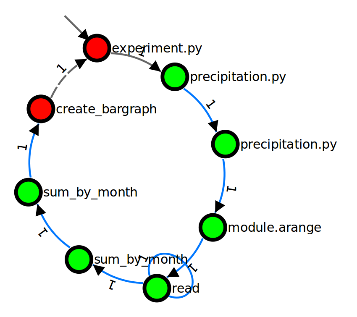 experiment.py
1
1
precipitation.py
create_bargraph
1
1
precipitation.py
1
1
sum_by_month
module.arange
1
sum_by_month
1
1
read
1